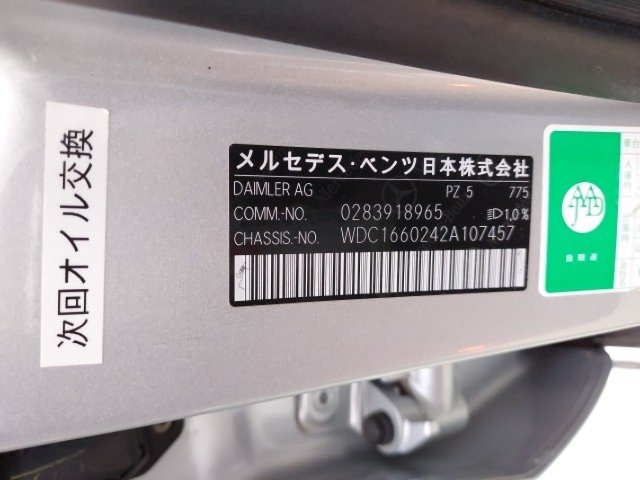 次回オイル交換
メルセデス・ベンツ日本株式会社
DAIMLER AG PZ 5 775
COMM.-NO. 0283918965 1,0%
CHASSIS.-NO. WDC1660242A107457
JMD